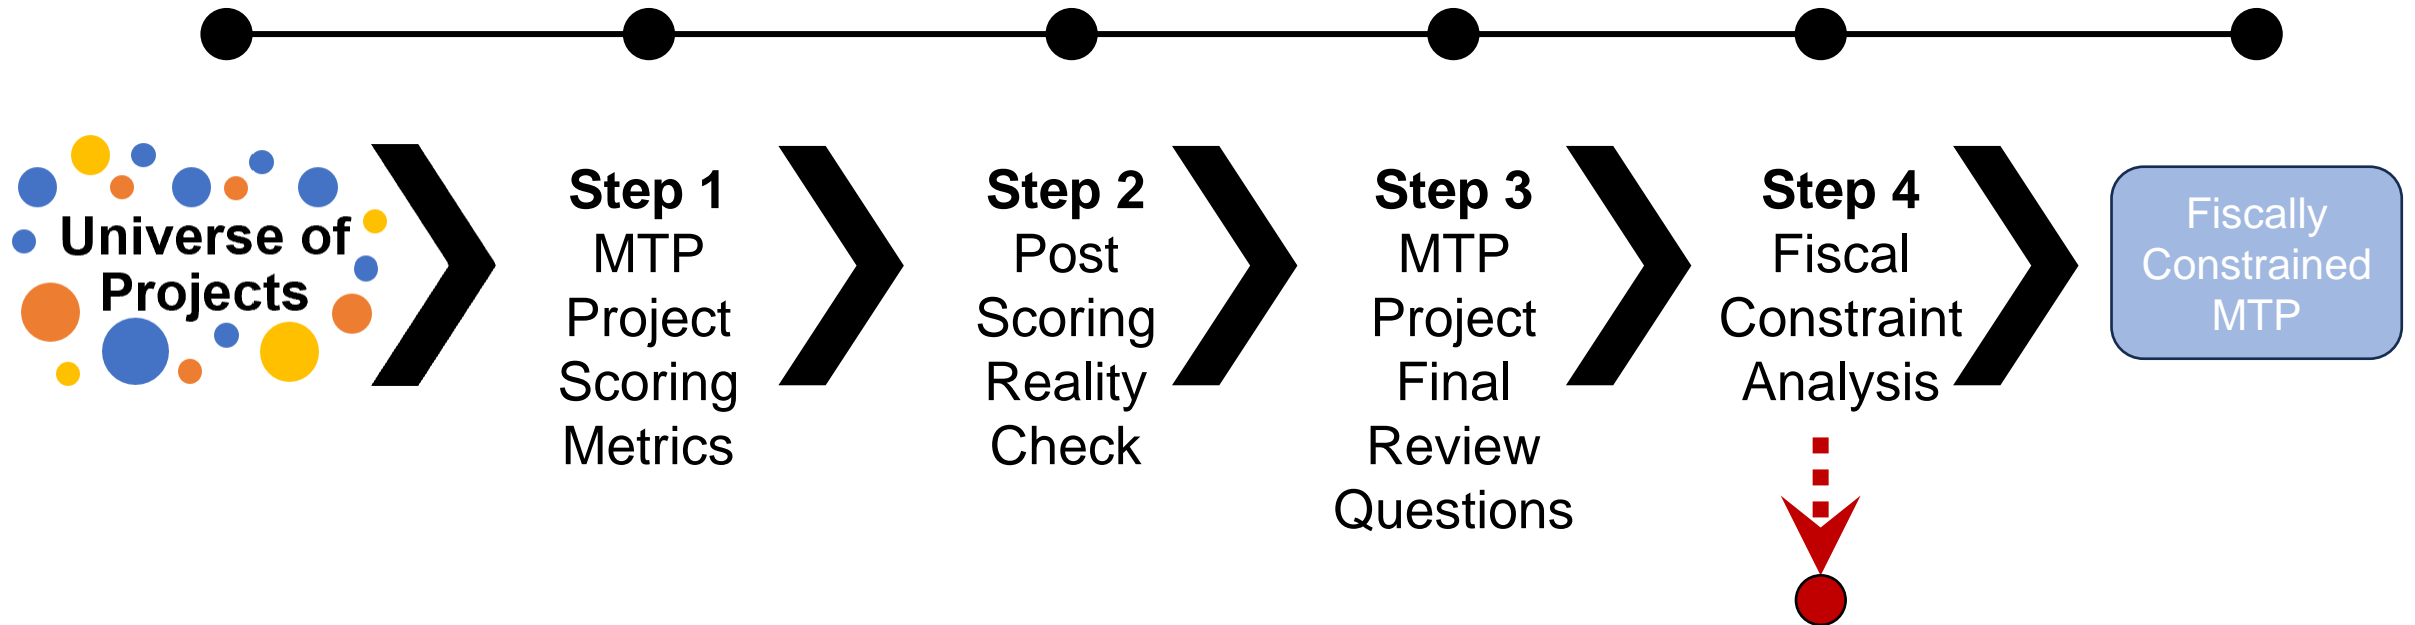 Universe of
Projects
Step 1
MTP
Project
Scoring
Metrics
Step 2
Post
Scoring
Reality
Check
Step 3
MTP
Project
Final
Review
Questions
Step 4
Fiscal
Constraint
Analysis
Fiscally
Constrained
MTP